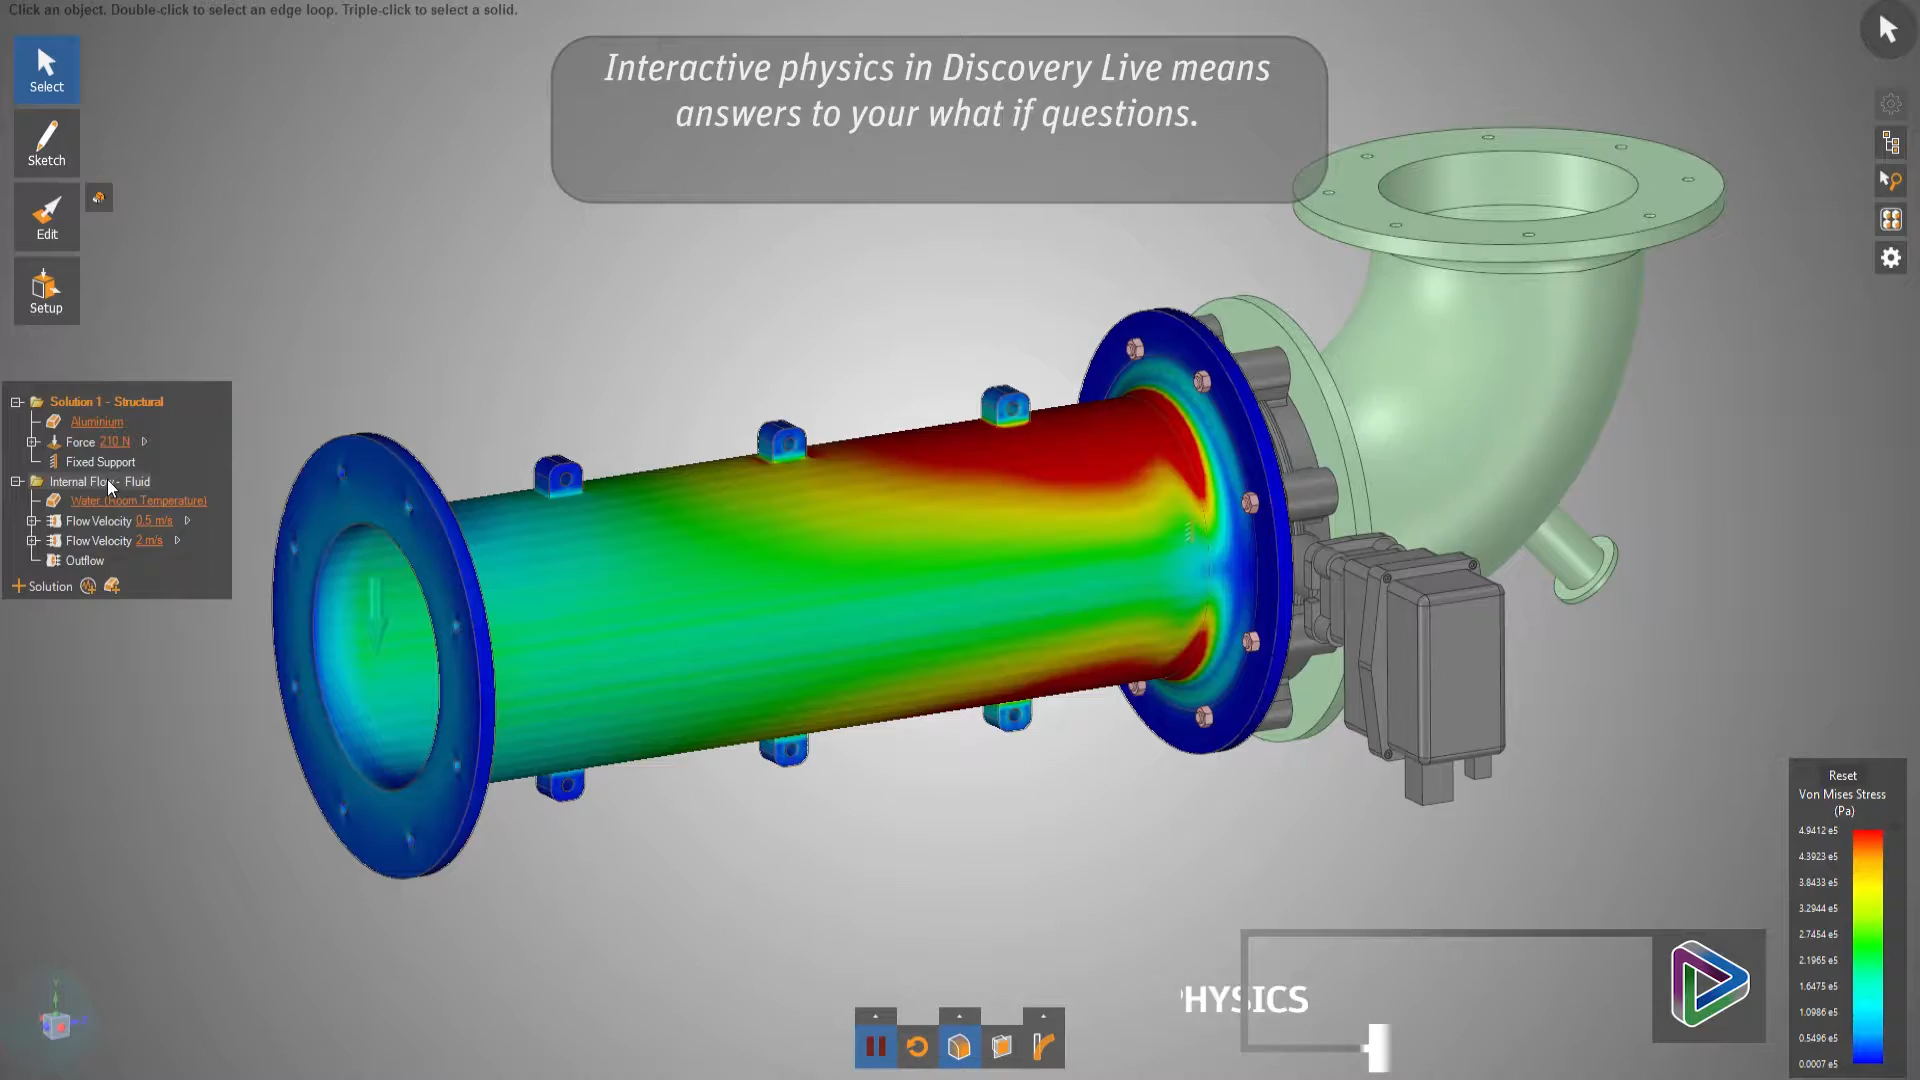 Click an object. Double-click to select an edge loop. Triple-click to select a solid.
Interactive physics in Discovery Live means
answers to your what if questions.
Select
Sketch
Edit
Setup
Solution 1 - Structural
Aluminium
Force 210 N
Fixed Support
Internal Flow - Fluid
Water (Room Temperature)
Flow Velocity 0.5 m/s
Flow Velocity 2 m/s
Outflow
Solution
Reset
Von Mises Stress
(Pa)
4.9412 e5
4.3923 e5
3.8433 e5
3.2944 e5
2.7454 e5
2.1965 e5
1.6475 e5
1.0986 e5
0.5496 e5
0.0007 e5
HYSICS